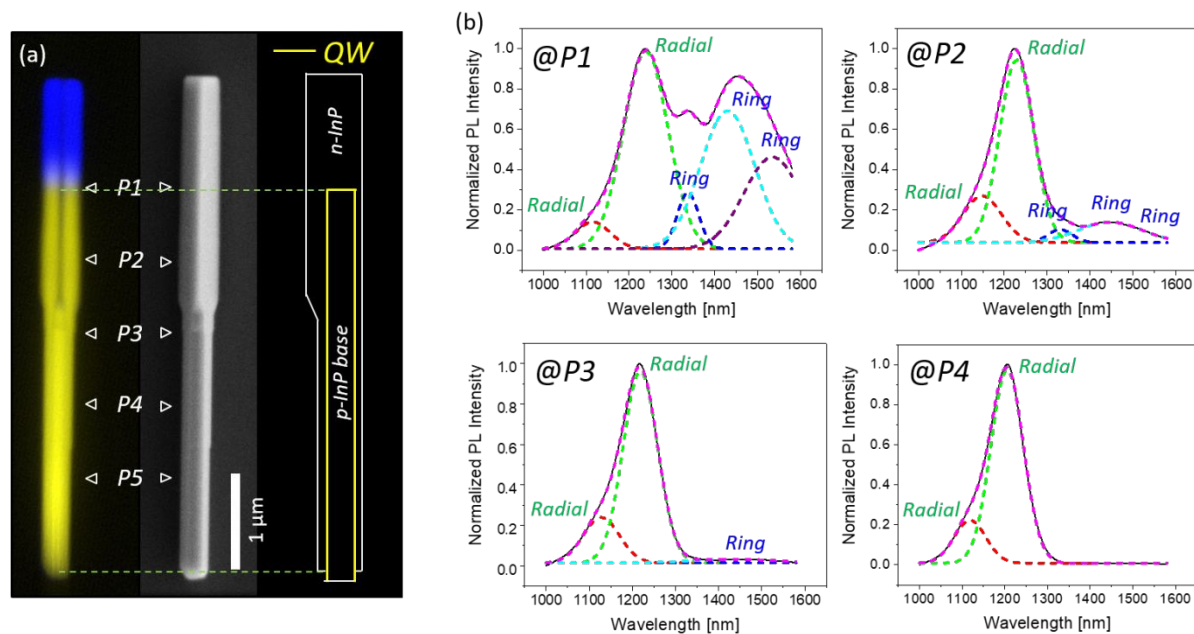 (a)
QW
n-InP
P1
P2
P3
P4
P5
p-InP base
1 µm
(b)
@P1
Radial
Radial
Ring
Ring
Ring
Normalized PL Intensity
1.0
0.8
0.6
0.4
0.2
0.0
1000 1100 1200 1300 1400 1500 1600
Wavelength [nm]
@P2
Radial
Radial
Ring
Ring
Ring
Normalized PL Intensity
1.0
0.8
0.6
0.4
0.2
0.0
1000 1100 1200 1300 1400 1500 1600
Wavelength [nm]
@P3
Radial
Radial
Ring
Normalized PL Intensity
1.0
0.8
0.6
0.4
0.2
0.0
1000 1100 1200 1300 1400 1500 1600
Wavelength [nm]
@P4
Radial
Radial
Normalized PL Intensity
1.0
0.8
0.6
0.4
0.2
0.0
1000 1100 1200 1300 1400 1500 1600
Wavelength [nm]